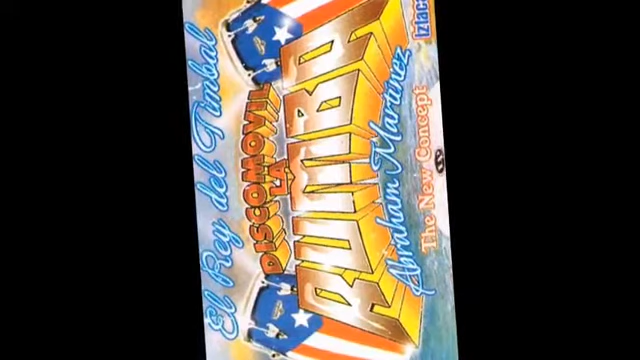 El Rey del Timbal
DISCOMOVIL
LA
RUMBA
Abraham Martinez
The New Concept